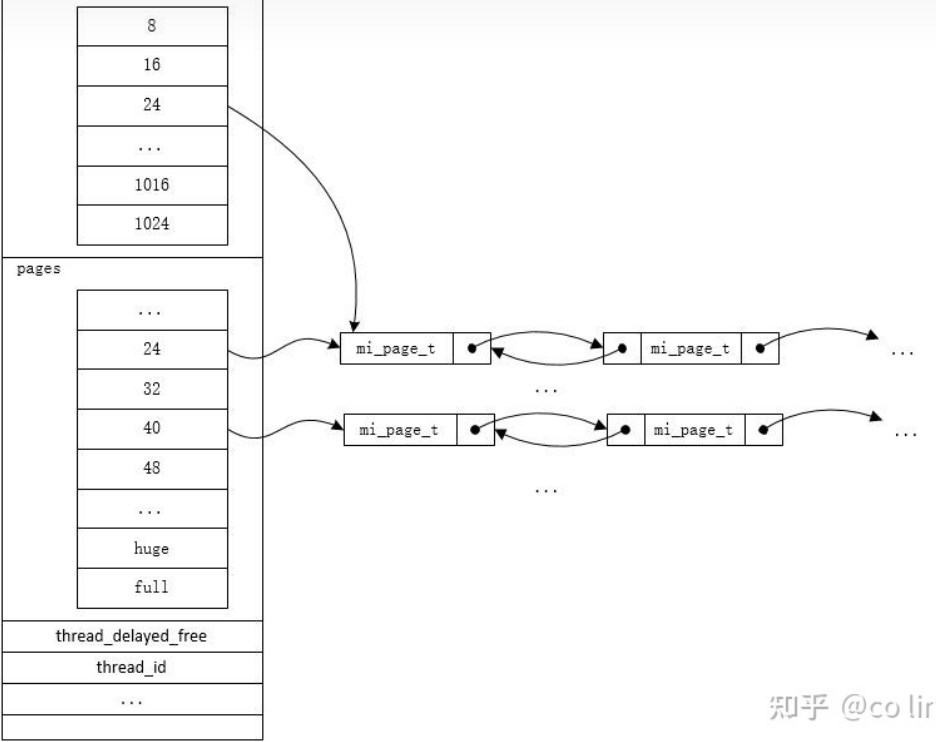 8
16
24
...
1016
1024
pages
...
24
32
40
48
...
huge
full
mi_page_t
mi_page_t
...
...
mi_page_t
mi_page_t
...
...
thread_delayed_free
thread_id
...
知乎 @co lir